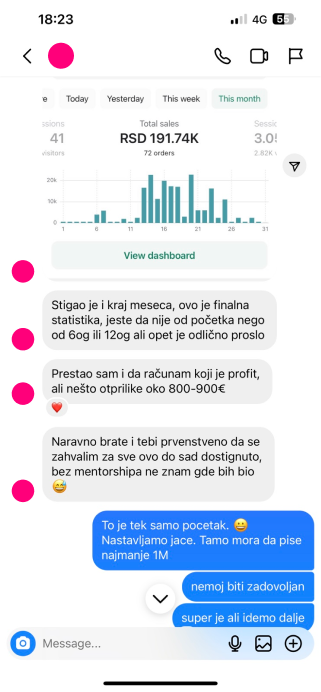 18:23
4G 55
re Today Yesterday This week This month
ssions Total sales Sessio
41 RSD 191.74K 3.0
visitors 72 orders 2.82K v
20k
10k
0
1 6 11 16 21 26 31
View dashboard
Stigao je i kraj meseca, ovo je finalna
statistika, jeste da nije od početka nego
od 6og ili 12og ali opet je odlično proslo
Prestao sam i da računam koji je profit,
ali nešto otprilike oko 800-900€
Naravno brate i tebi prvenstveno da se
zahvalim za sve ovo do sad dostignuto,
bez mentorshipa ne znam gde bih bio
😅
To je tek samo pocetak. 😄
Nastavljamo jace. Tamo mora da pise
najmanje 1M
nemoj biti zadovoljan
super je ali idemo dalje
Message...